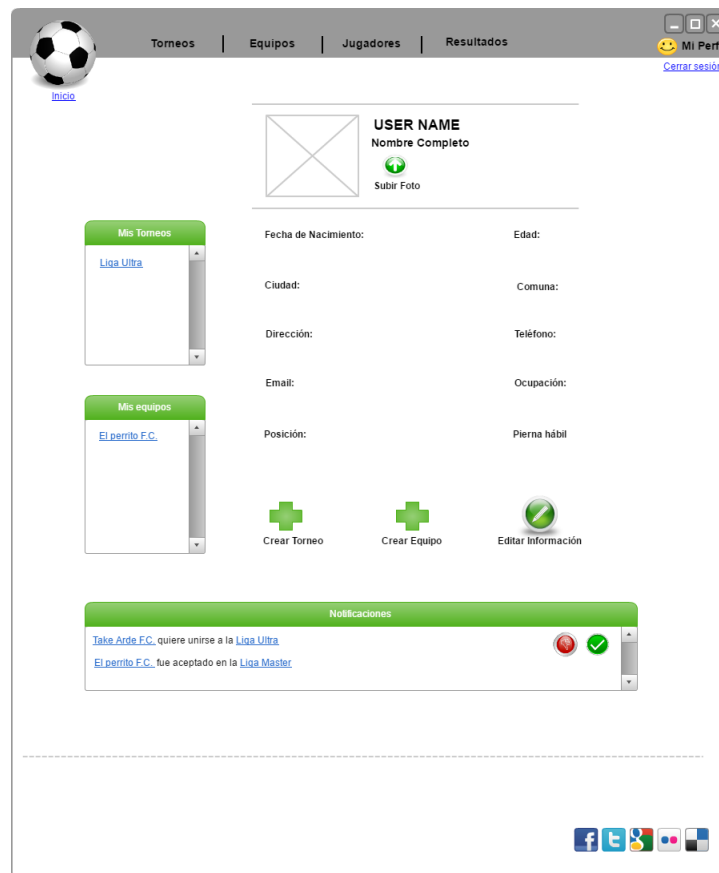 Torneos | Equipos | Jugadores | Resultados
Mi Perf
Cerrar sesión
Inicio
USER NAME
Nombre Completo
Subir Foto
Mis Torneos
Liga Ultra
Fecha de Nacimiento: Edad:
Ciudad: Comuna:
Dirección: Teléfono:
Email: Ocupación:
Mis equipos
El perrito F.C.
Posición: Pierna hábil
Crear Torneo Crear Equipo Editar Información
Notificaciones
Take Arde F.C. quiere unirse a la Liga Ultra
El perrito F.C. fue aceptado en la Liga Master